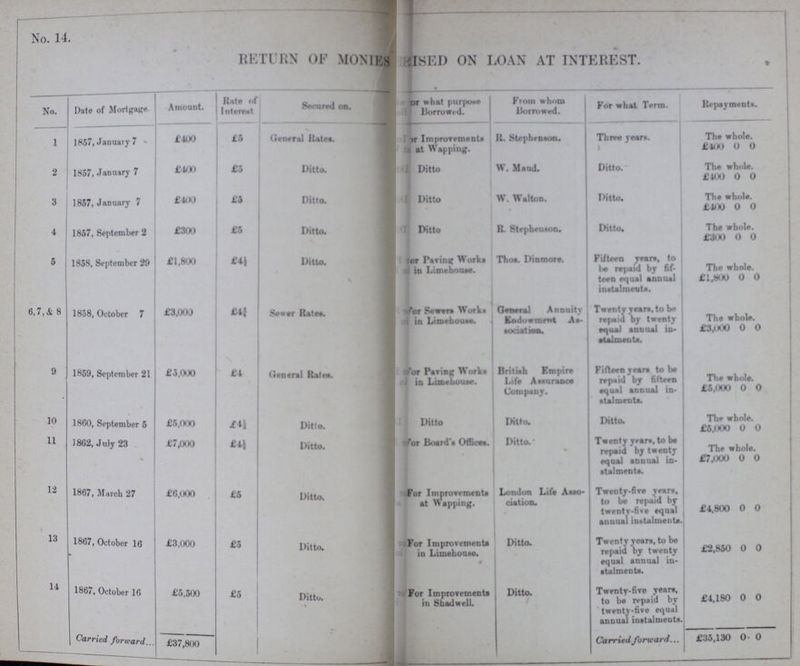 No. 14.
RETURN OF MONIES RAISED ON LOAN AT INTEREST.
No. | Date of Mortgage. | Amount. | Rate of Interest | Secured on. | or what purpose Borrowed. | From whom Borrowed. | For what Term. | Repayments.
1 | 1857, January 7 | £400 | £5 | General Rates. | or Improvements at Wapping. | R. Stephenson. | Three years. | The whole. £400 0 0
2 | 1857, January 7 | £400 | £5 | Ditto. | Ditto | W. Maud. | Ditto. | The whole. £400 0 0
3 | 1857, January 7 | £400 | £5 | Ditto. | Ditto | W. Walton. | Ditto. | The whole. £400 0 0
4 | 1857, September 2 | £300 | £5 | Ditto. | Ditto | R. Stephenson. | Ditto. | The whole. £300 0 0
5 | 1858, September 29 | £1,800 | £4½ | Ditto. | or Paving Works in Limehouse. | Thos. Dinmore. | Fifteen years, to be repaid by fifteen equal annual instalments. | The whole. £1,800 0 0
6, 7, & 8 | 1858, October 7 | £3,000 | | Sewer Rates. | For Sewers Works in Limehouse. | General Annuity Endowment Association. | Twenty years, to be repaid by twenty equal annual instalments. | The whole. £3,000 0 0
9 | 1859, September 21 | £5,000 | £4 | General Rates. | For Paving Works in Limehouse. | British Empire Life Assurance Company. | Fifteen years to be repaid by fifteen equal annual instalments. | The whole. £5,000 0 0
10 | 1860, September 5 | £5,000 | £4½ | Ditto. | Ditto | Ditto. | Ditto. | The whole. £5,000 0 0
11 | 1862, July 23 | £7,000 | £4½ | Ditto. | For Board's Offices. | Ditto. | Twenty years, to be repaid by twenty equal annual instalments. | The whole. £7,000 0 0
12 | 1867, March 27 | £6,000 | £5 | Ditto. | For Improvements at Wapping. | London Life Association. | Twenty-five years, to be repaid by twenty-five equal annual instalments. | £4,800 0 0
13 | 1867, October 16 | £3,000 | £5 | Ditto. | For Improvements in Limehouse. | Ditto. | Twenty years, to be repaid by twenty equal annual instalments. | £2,850 0 0
14 | 1867, October 16 | £5,500 | £5 | Ditto. | For Improvements in Shadwell. | Ditto. | Twenty-five years, to be repaid by twenty-five equal annual instalments. | £4,180 0 0
Carried forward... £37,800 | Carried forward... £35,130 0 0